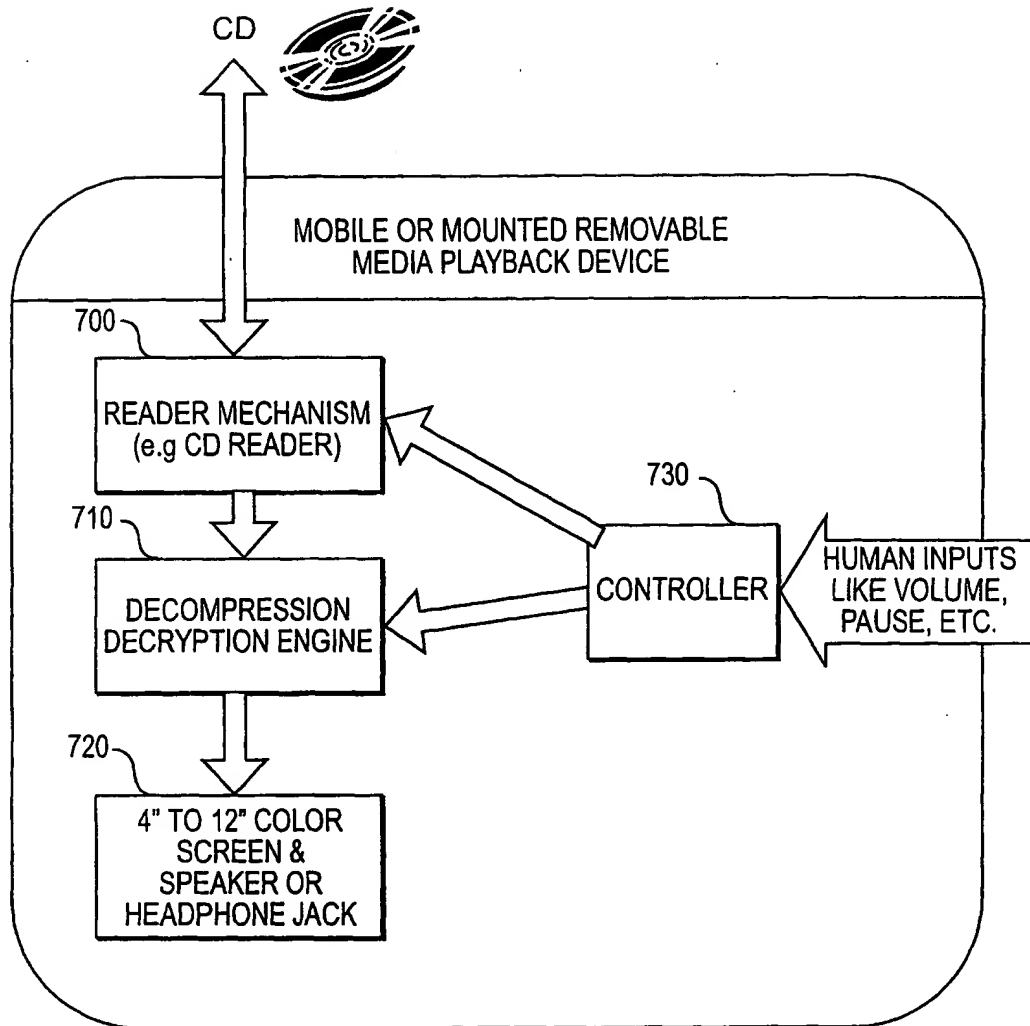 CD
MOBILE OR MOUNTED REMOVABLE
MEDIA PLAYBACK DEVICE
700
READER MECHANISM
(e.g CD READER)
710
DECOMPRESSION
DECRYPTION ENGINE
730
CONTROLLER
HUMAN INPUTS
LIKE VOLUME,
PAUSE, ETC.
720
4" TO 12" COLOR
SCREEN &
SPEAKER OR
HEADPHONE JACK